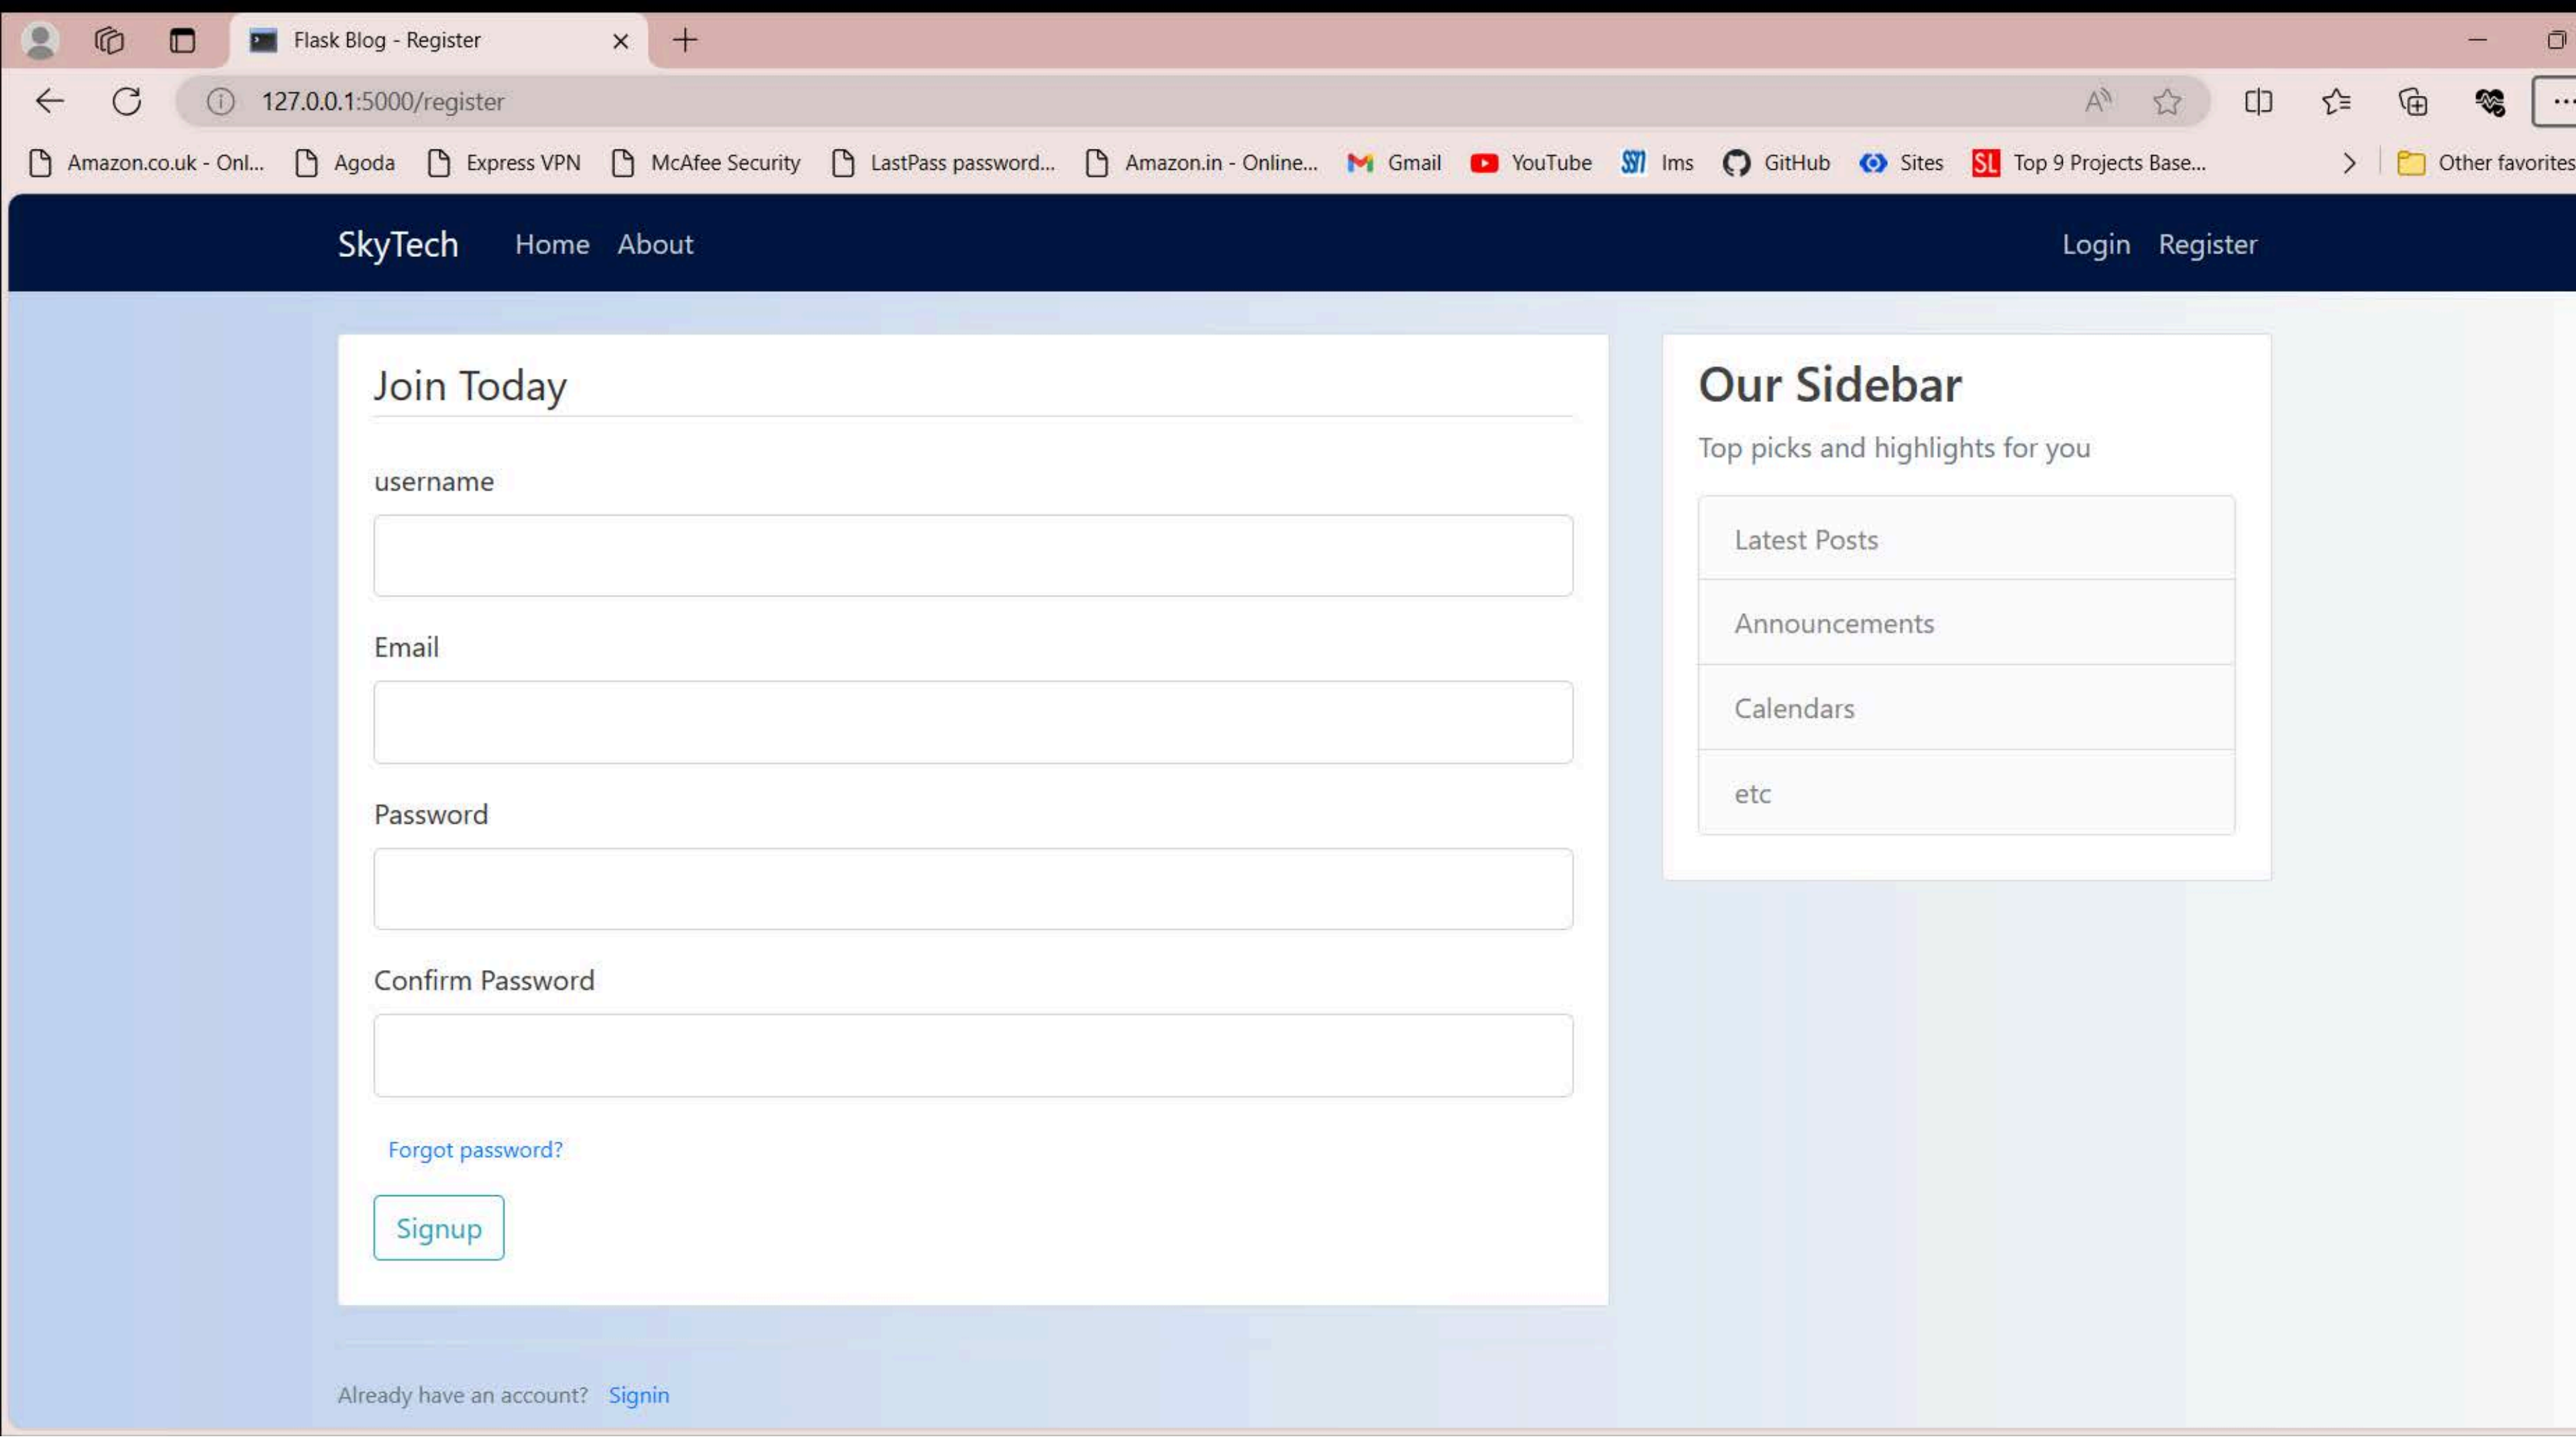 Flask Blog - Register
127.0.0.1:5000/register
Amazon.co.uk - Onl... Agoda Express VPN McAfee Security LastPass password... Amazon.in - Online... Gmail YouTube Ims GitHub Sites SL Top 9 Projects Base... Other favorites
SkyTech Home About Login Register
Join Today
username
Email
Password
Confirm Password
Forgot password?
Signup
Already have an account? Signin
Our Sidebar
Top picks and highlights for you
Latest Posts
Announcements
Calendars
etc